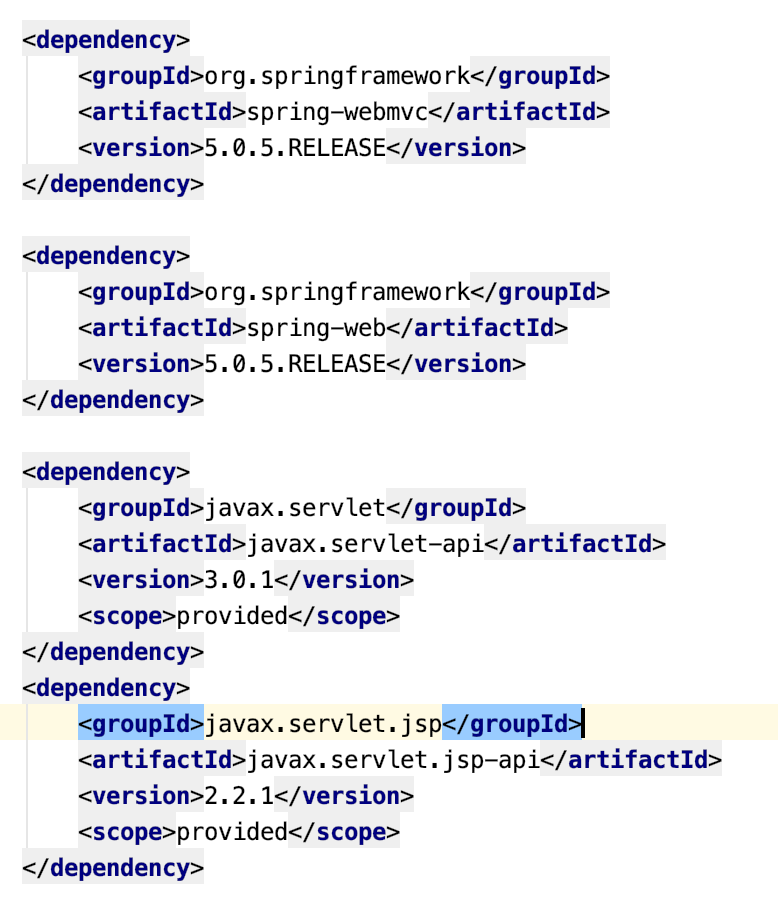 <dependency>
    <groupId>org.springframework</groupId>
    <artifactId>spring-webmvc</artifactId>
    <version>5.0.5.RELEASE</version>
</dependency>

<dependency>
    <groupId>org.springframework</groupId>
    <artifactId>spring-web</artifactId>
    <version>5.0.5.RELEASE</version>
</dependency>

<dependency>
    <groupId>javax.servlet</groupId>
    <artifactId>javax.servlet-api</artifactId>
    <version>3.0.1</version>
    <scope>provided</scope>
</dependency>
<dependency>
    <groupId>javax.servlet.jsp</groupId>
    <artifactId>javax.servlet.jsp-api</artifactId>
    <version>2.2.1</version>
    <scope>provided</scope>
</dependency>